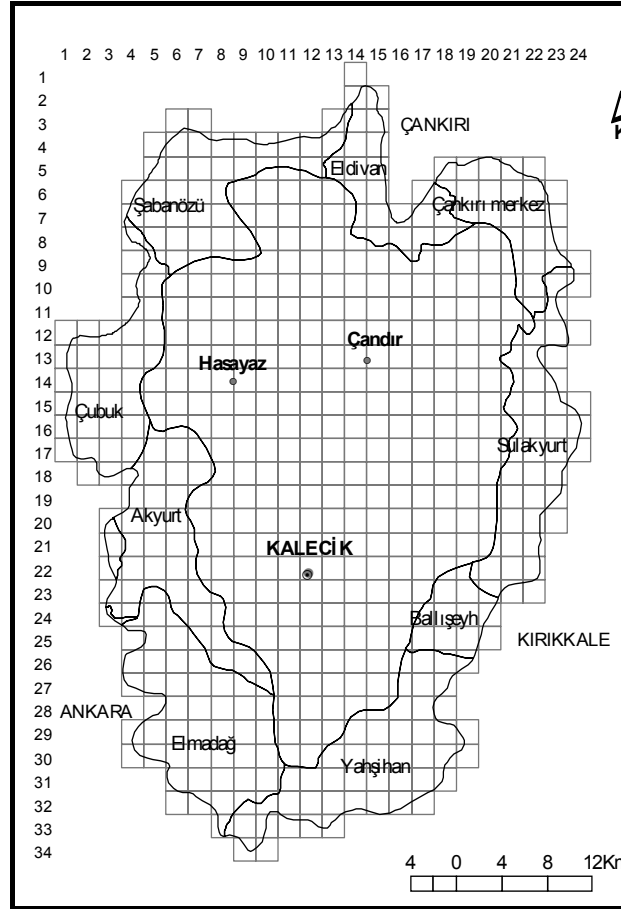 1 2 3 4 5 6 7 8 9 10 11 12 13 14 15 16 17 18 19 20 21 22 24
1
2
3
ÇANKIRI
4
5
Eldivan
6
Şabanözü
Çankırı merkez
7
8
9
10
11
12
Çandır
13
Hasayaz
14
15
Çubuk
16
17
Sulakyurt
18
19
20
Akyurt
21
KALECİK
22
23
24
Ballışeyh
25
KIRIKKALE
26
27
28
ANKARA
29
Elmadağ
30
Yahşihan
31
32
33
34
4 0 4 8 12Km
K